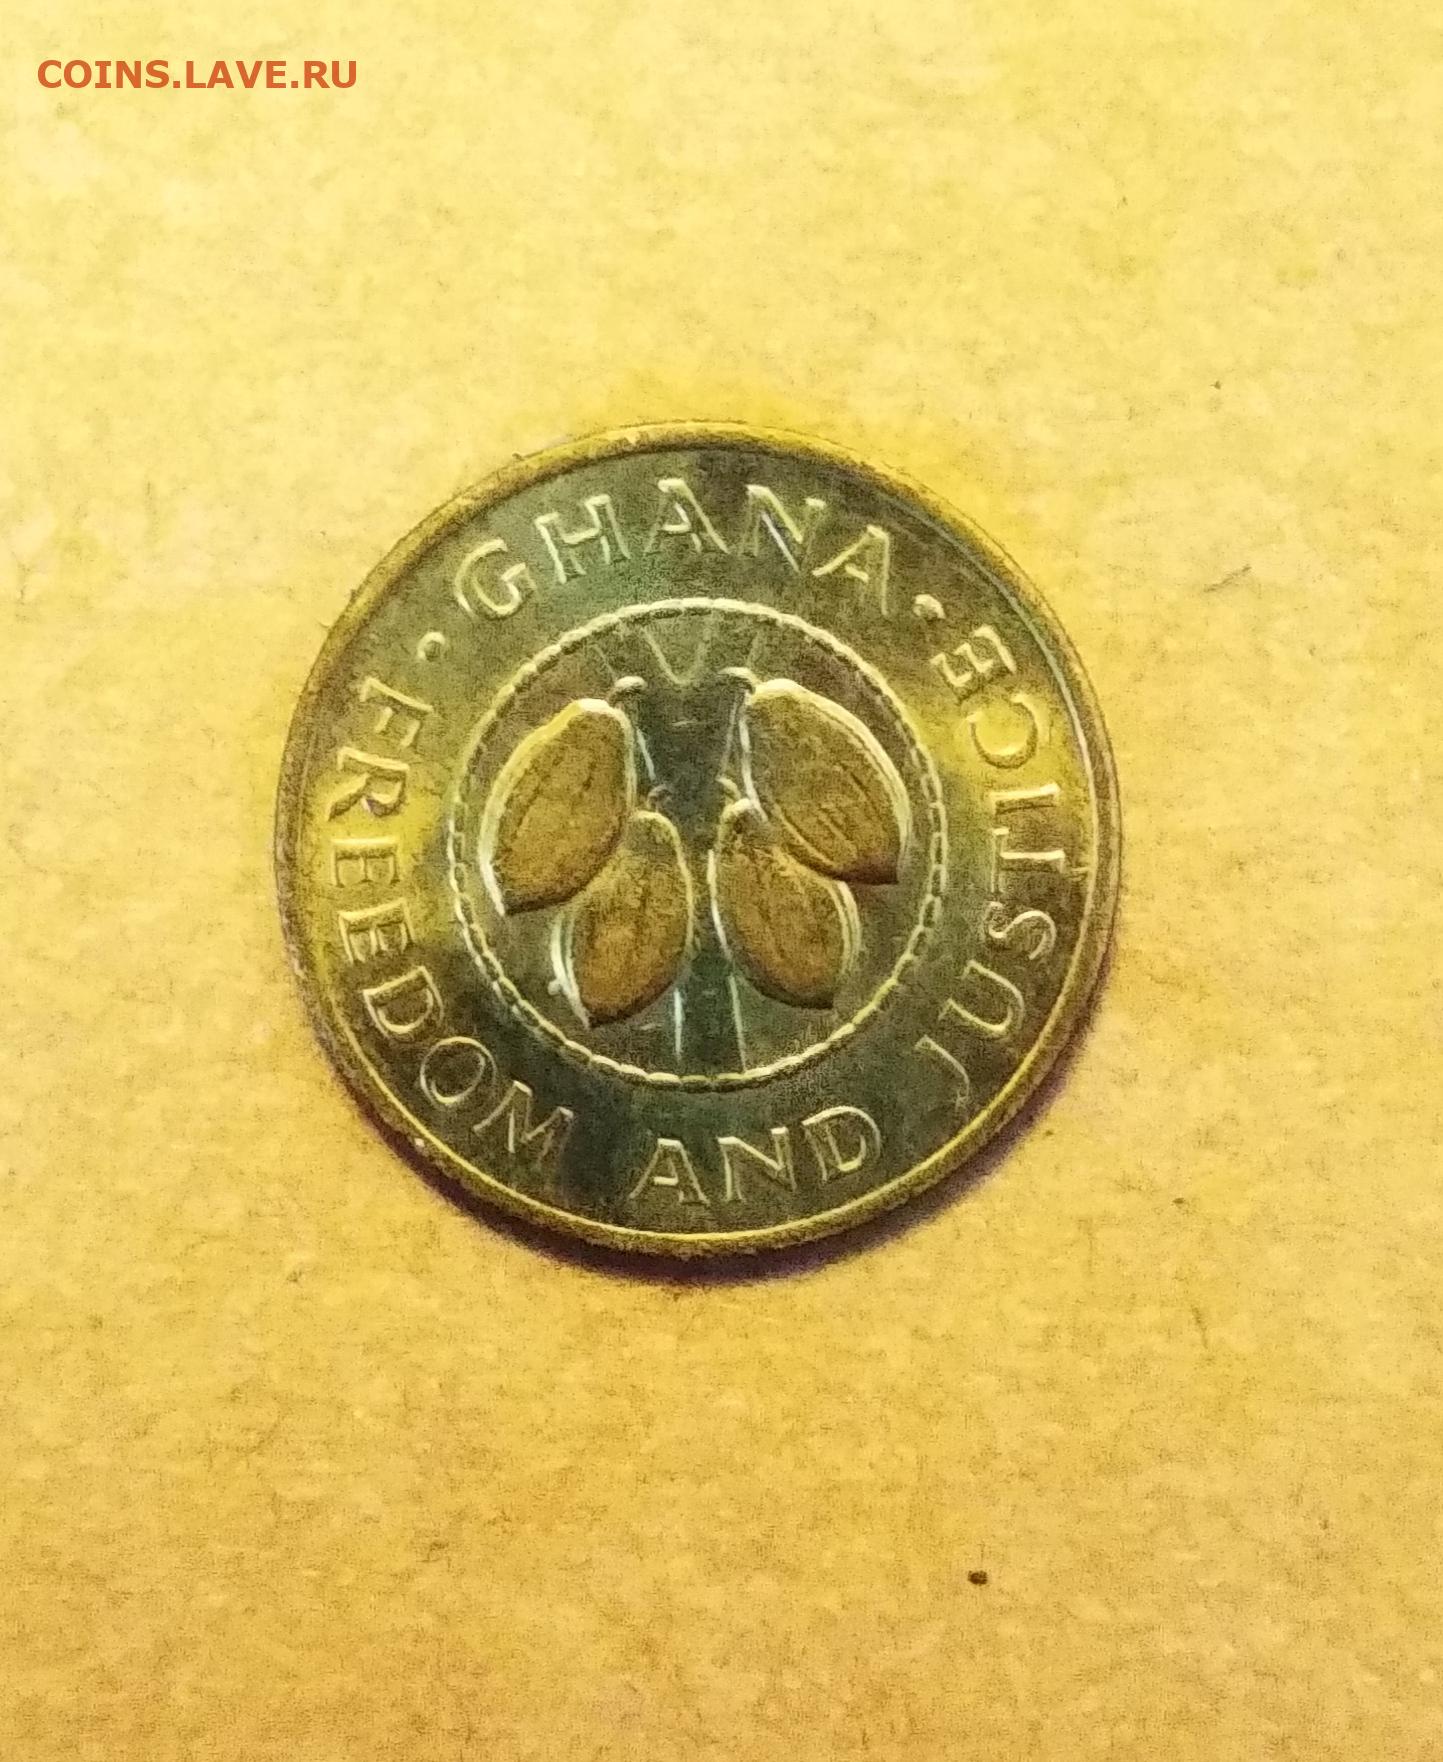 COINS.LAVE.RU
• GHANA •
FREEDOM AND JUSTICE